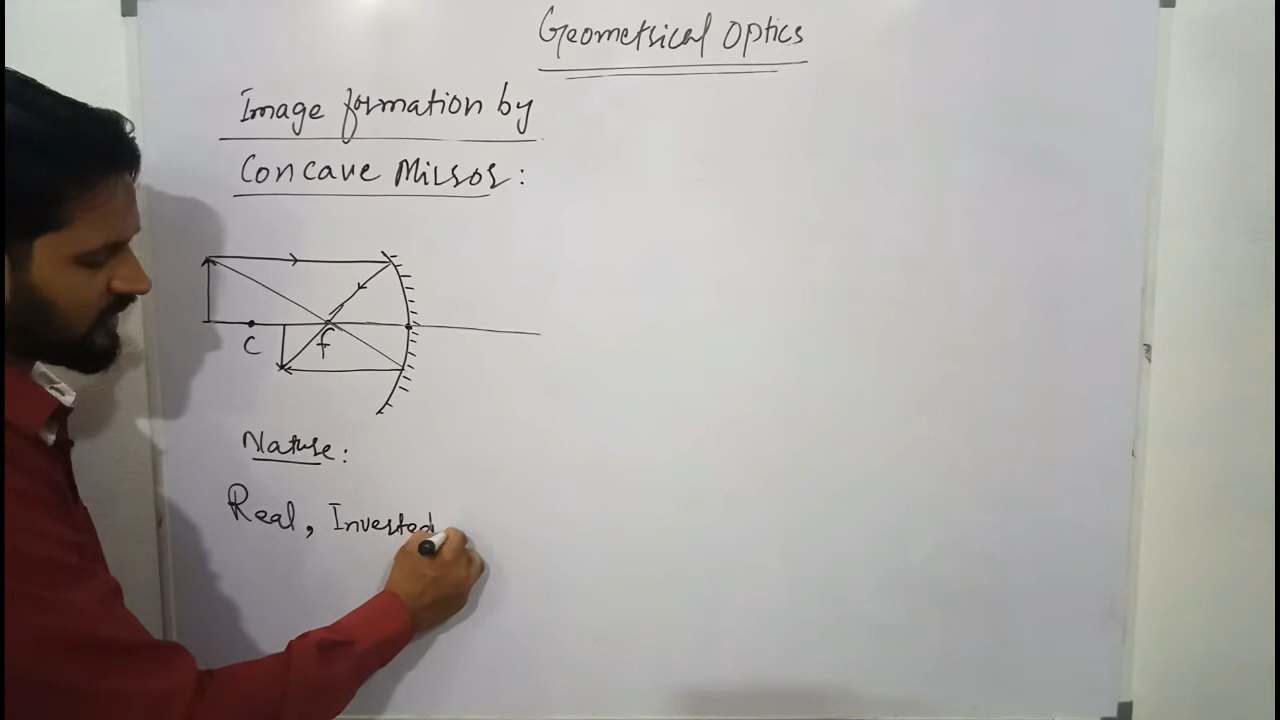 Geometrical Optics
Image formation by
Concave Mirror:
C
f
Nature:
Real, Inverted